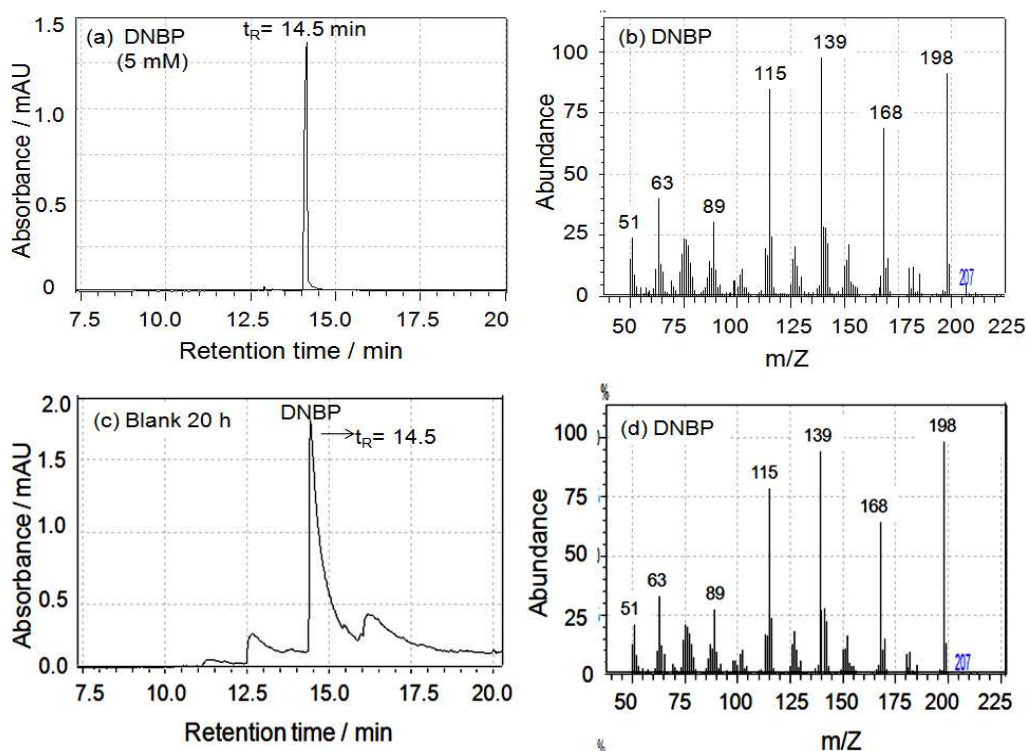 (a) DNBP
(5 mM)
tR= 14.5 min
Absorbance / mAU
1.5
1.0
0.5
0
7.5 10.0 12.5 15.0 17.5 20
Retention time / min
(b) DNBP
Abundance
100
75
50
25
0
51
63
89
115
139
168
198
207
50 75 100 125 150 175 200 225
m/Z
(c) Blank 20 h
DNBP
tR= 14.5
Absorbance / mAU
2.0
1.5
1.0
0.5
0.0
7.5 10.0 12.5 15.0 17.5 20.0
Retention time / min
%
(d) DNBP
Abundance
100
75
50
25
0
51
63
89
115
139
168
198
207
50 75 100 125 150 175 200 225
m/Z
%